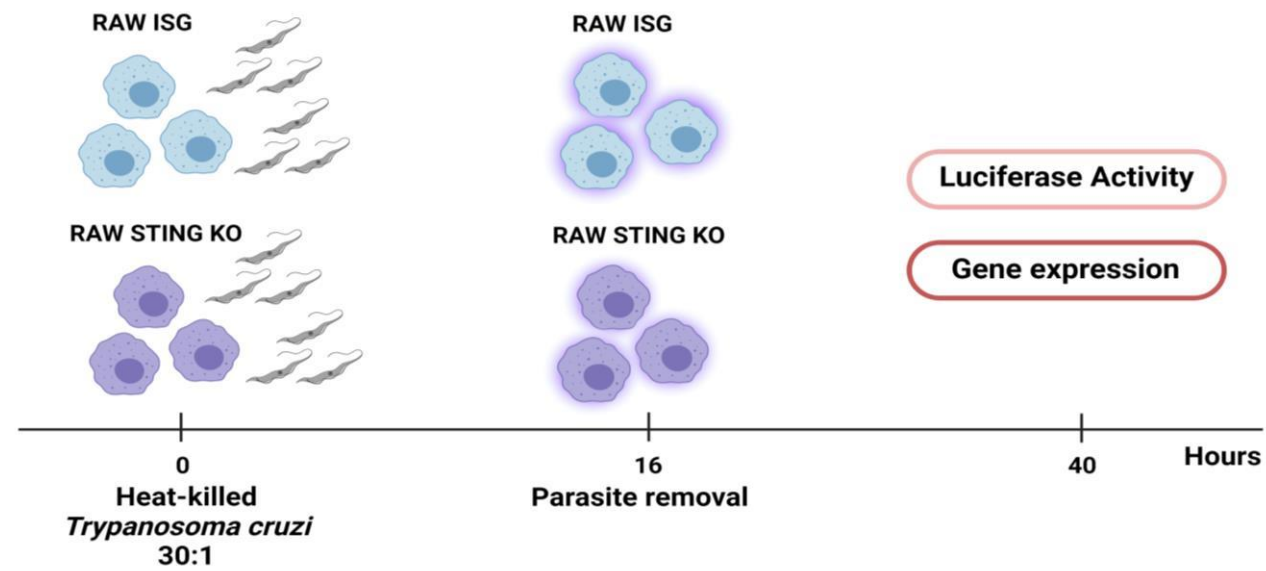 RAW ISG
RAW ISG
Luciferase Activity
RAW STING KO
RAW STING KO
Gene expression
0
16
40
Hours
Heat-killed
Trypanosoma cruzi
30:1
Parasite removal